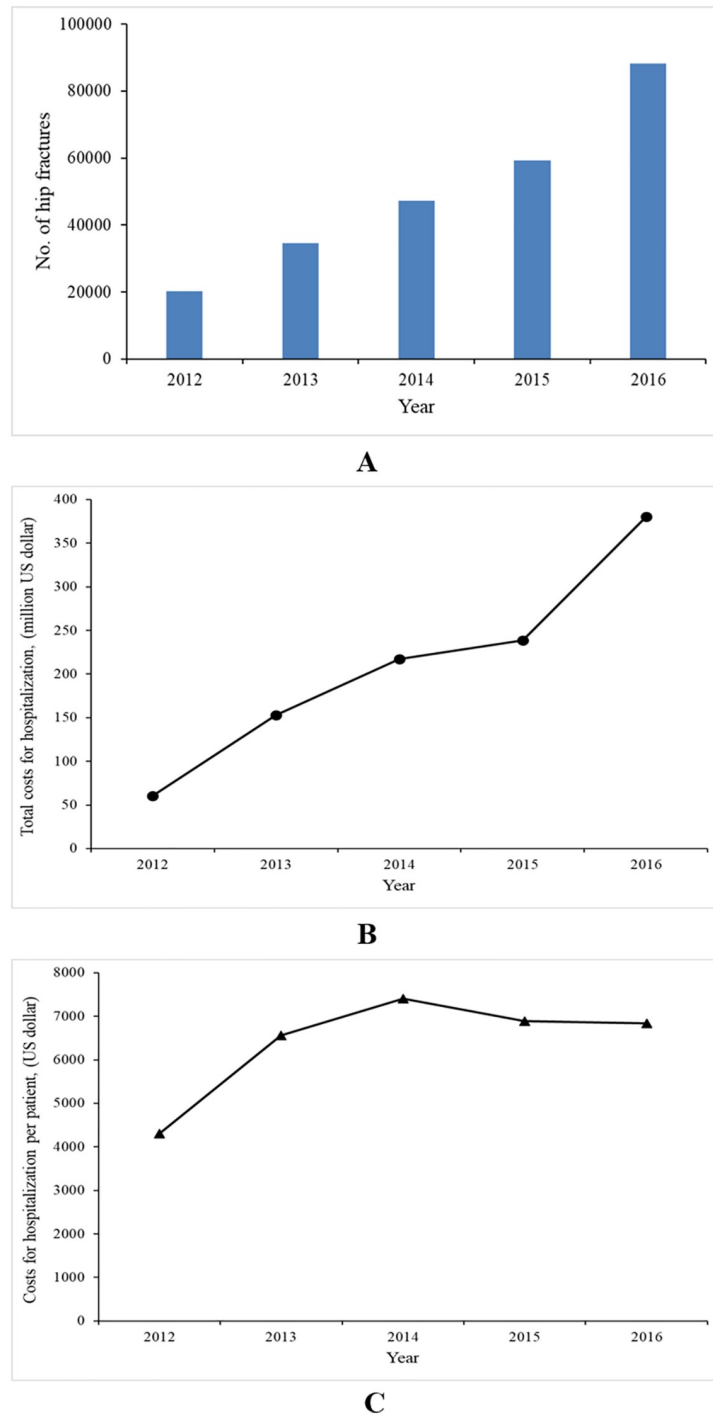 100000
80000
60000
40000
20000
0
No. of hip fractures
2012 2013 2014 2015 2016
Year
A
400
350
300
250
200
150
100
50
0
Total costs for hospitalization, (million US dollar)
2012 2013 2014 2015 2016
Year
B
8000
7000
6000
5000
4000
3000
2000
1000
0
Costs for hospitalization per patient, (US dollar)
2012 2013 2014 2015 2016
Year
C